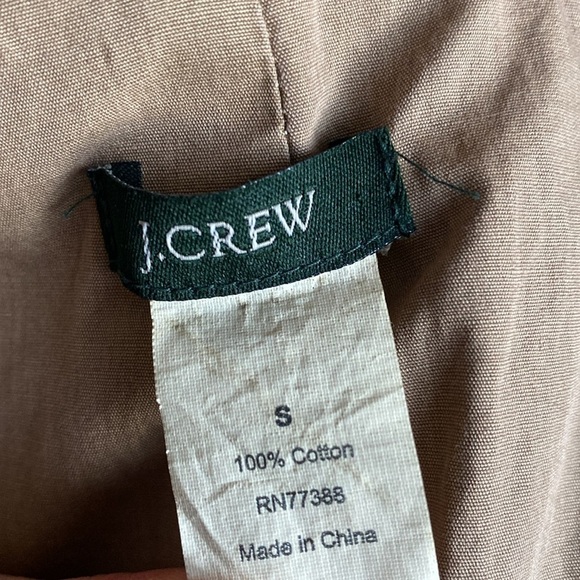 J.CREW
S
100% Cotton
RN77388
Made in China